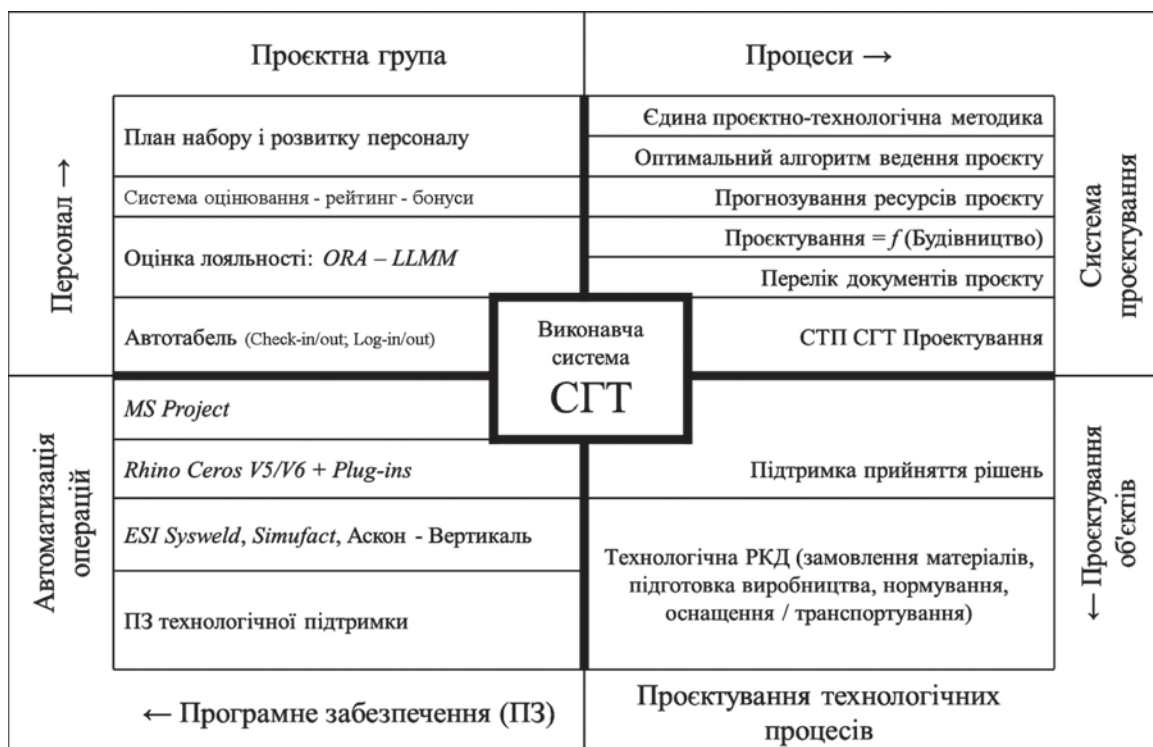 Проєктна група
Процеси →
Персонал →
План набору і розвитку персоналу
Система оцінювання - рейтинг - бонуси
Оцінка лояльності: ORA – LLMM
Автотабель (Check-in/out; Log-in/out)
Єдина проєктно-технологічна методика
Оптимальний алгоритм ведення проєкту
Прогнозування ресурсів проєкту
Проєктування = f (Будівництво)
Перелік документів проєкту
СТП СГТ Проектування
Система
проєктування
Виконавча
система
СГТ
Автоматизація
операцій
MS Project
Rhino Ceros V5/V6 + Plug-ins
ESI Sysweld, Simufact, Аскон - Вертикаль
ПЗ технологічної підтримки
Підтримка прийняття рішень
Технологічна РКД (замовлення матеріалів,
підготовка виробництва, нормування,
оснащення / транспортування)
← Проєктування
об'єктів
← Програмне забезпечення (ПЗ)
Проєктування технологічних
процесів